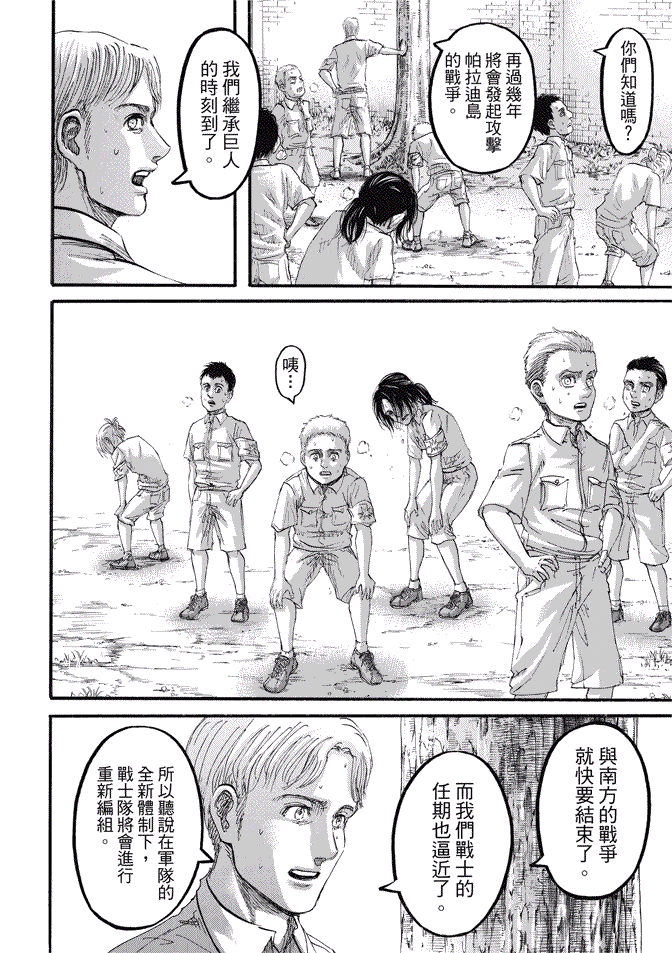 你們知道嗎？
再過幾年
將會發起攻擊
帕拉迪島
的戰爭。
我們繼承巨人
的時刻到了。
咦…
與南方的戰爭
就快要結束了。
而我們戰士的
任期也逼近了。
所以聽說在軍隊的
全新體制下，
戰士隊將會進行
重新編組。